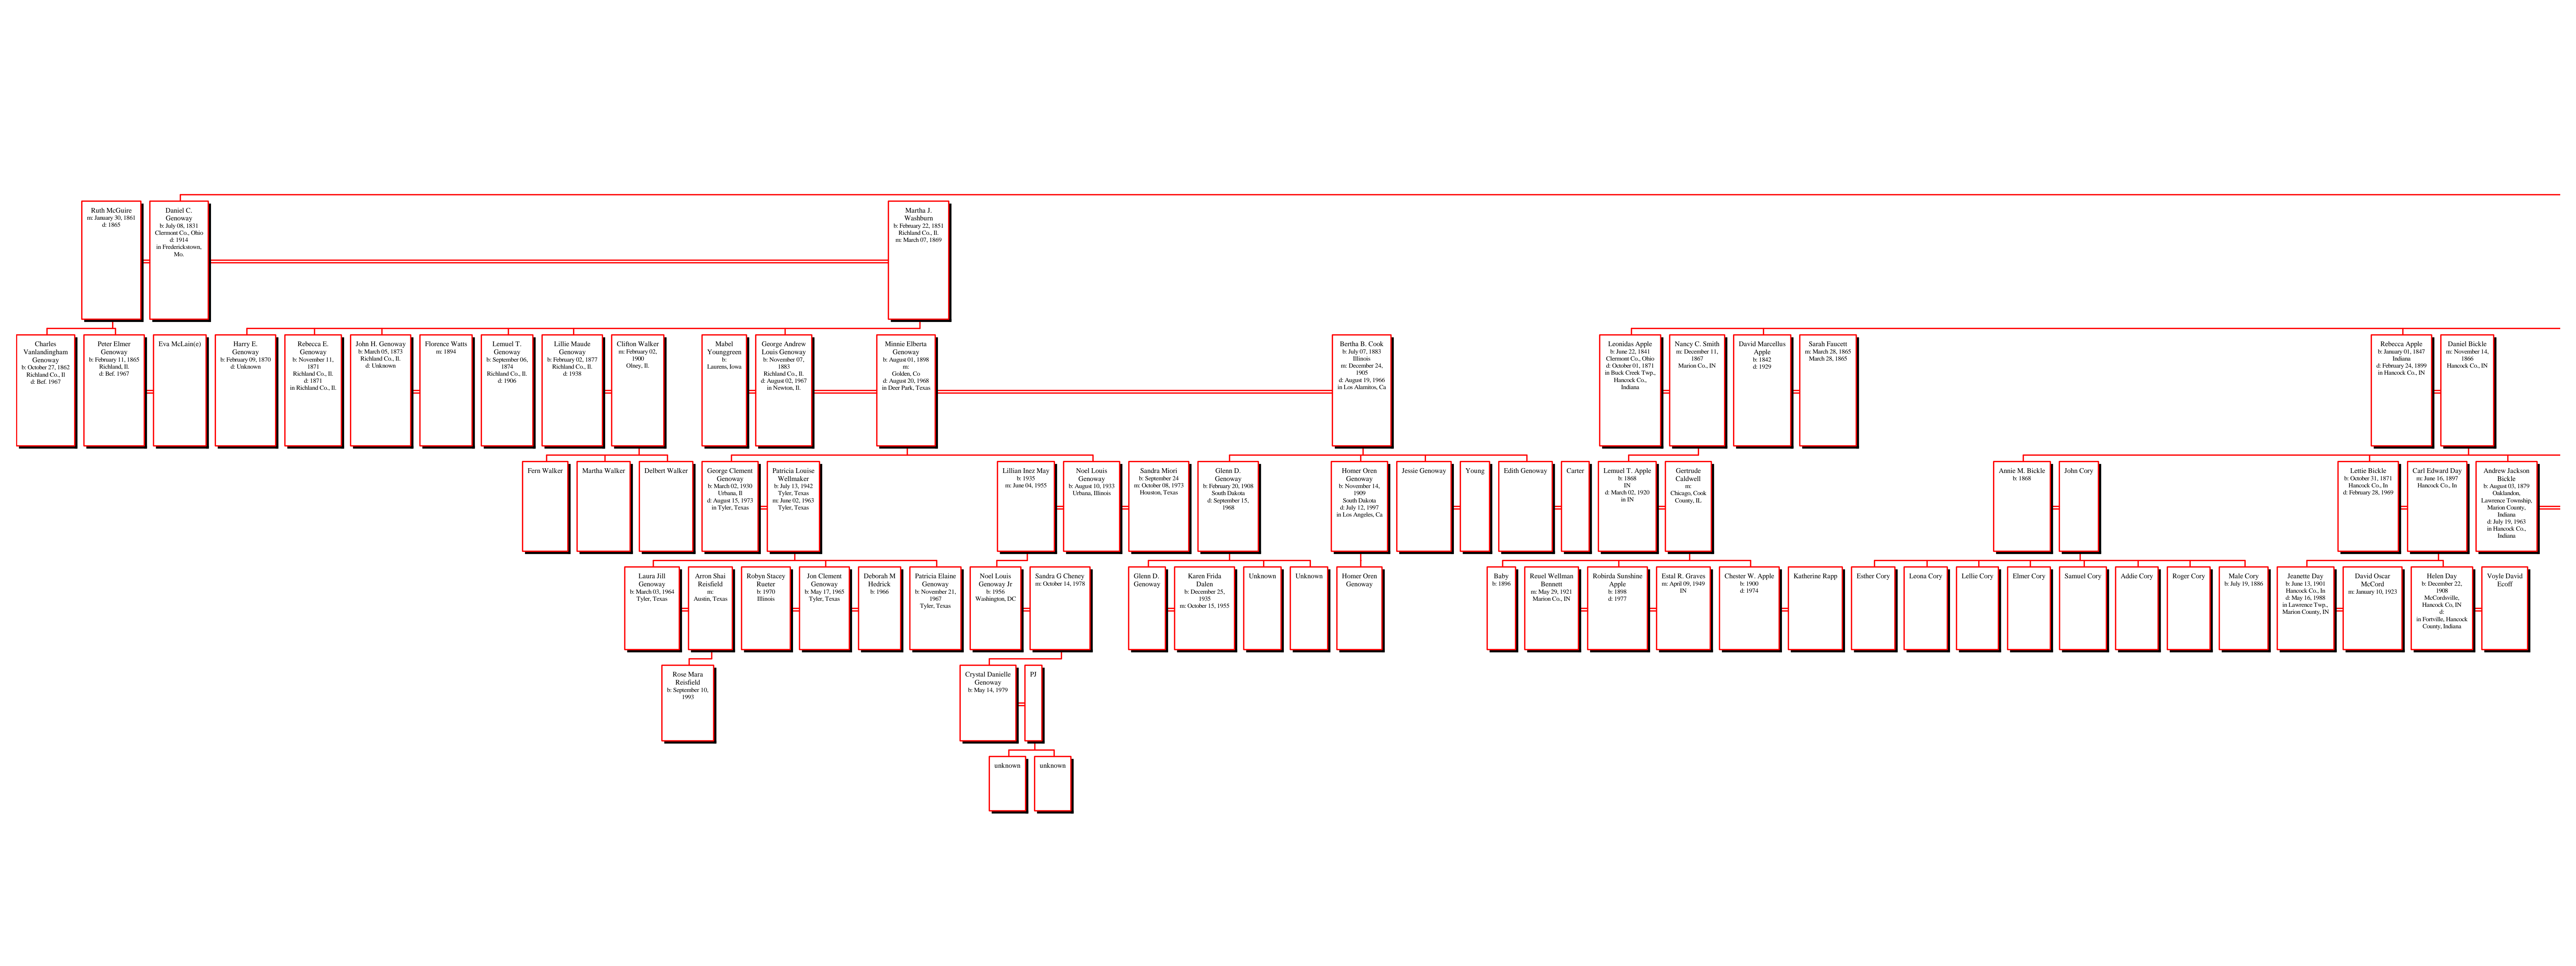 Ruth McGuire
m: January 30, 1861
d: 1865
Daniel C.
Genoway
b: July 08, 1831
Clermont Co., Ohio
d: 1914
in Frederickstown,
Mo.
Martha J.
Washburn
b: February 22, 1851
Richland Co., Il.
m: March 07, 1869
Charles
Vanlandingham
Genoway
b: October 27, 1862
Richland Co., Il
d: Bef. 1967
Peter Elmer
Genoway
b: February 11, 1865
Richland, Il.
d: Bef. 1967
Eva McLain(e)
Harry E.
Genoway
b: February 09, 1870
d: Unknown
Rebecca E.
Genoway
b: November 11,
1871
Richland Co., Il.
d: 1871
in Richland Co., Il.
John H. Genoway
b: March 05, 1873
Richland Co., Il.
d: Unknown
Florence Watts
m: 1894
Lemuel T.
Genoway
b: September 06,
1874
Richland Co., Il.
d: 1906
Lillie Maude
Genoway
b: February 02, 1877
Richland Co., Il.
d: 1938
Clifton Walker
m: February 02,
1900
Olney, Il.
Mabel
Younggreen
b:
Laurens, Iowa
George Andrew
Louis Genoway
b: November 07,
1883
Richland Co., Il.
d: August 02, 1967
in Newton, Il.
Minnie Elberta
Genoway
b: August 01, 1898
m:
Golden, Co
d: August 20, 1968
in Deer Park, Texas
Bertha B. Cook
b: July 07, 1883
Illinois
m: December 24,
1905
d: August 19, 1966
in Los Alamitos, Ca
Leonidas Apple
b: June 22, 1841
Clermont Co., Ohio
d: October 01, 1871
in Buck Creek Twp.,
Hancock Co.,
Indiana
Nancy C. Smith
m: December 11,
1867
Marion Co., IN
David Marcellus
Apple
b: 1842
d: 1929
Sarah Faucett
m: March 28, 1865
March 28, 1865
Rebecca Apple
b: January 01, 1847
Indiana
d: February 24, 1899
in Hancock Co., IN
Daniel Bickle
m: November 14,
1866
Hancock Co., IN
Fern Walker
Martha Walker
Delbert Walker
George Clement
Genoway
b: March 02, 1930
Urbana, Il
d: August 15, 1973
in Tyler, Texas
Patricia Louise
Wellmaker
b: July 13, 1942
Tyler, Texas
m: June 02, 1963
Tyler, Texas
Lillian Inez May
b: 1935
m: June 04, 1955
Noel Louis
Genoway
b: August 10, 1933
Urbana, Illinois
Sandra Miori
b: September 24
m: October 08, 1973
Houston, Texas
Glenn D.
Genoway
b: February 20, 1908
South Dakota
d: September 15,
1968
Homer Oren
Genoway
b: November 14,
1909
South Dakota
d: July 12, 1997
in Los Angeles, Ca
Jessie Genoway
Young
Edith Genoway
Carter
Lemuel T. Apple
b: 1868
IN
d: March 02, 1920
in IN
Gertrude
Caldwell
m:
Chicago, Cook
County, IL.
Annie M. Bickle
b: 1868
John Cory
Lettie Bickle
b: October 31, 1871
Hancock Co., In
d: February 28, 1969
Carl Edward Day
m: June 16, 1897
Hancock Co., In
Andrew Jackson
Bickle
b: August 03, 1879
Oaklandon,
Lawrence Township,
Marion County,
Indiana
d: July 19, 1963
in Hancock Co.,
Indiana
Laura Jill
Genoway
b: March 03, 1964
Tyler, Texas
Arron Shai
Reisfield
m:
Austin, Texas
Robyn Stacey
Rueter
b: 1970
Illinois
Jon Clement
Genoway
b: May 17, 1965
Tyler, Texas
Deborah M
Hedrick
b: 1966
Patricia Elaine
Genoway
b: November 21,
1967
Tyler, Texas
Noel Louis
Genoway Jr
b: 1956
Washington, DC
Sandra G Cheney
m: October 14, 1978
Glenn D.
Genoway
Karen Frida
Dalen
b: December 25,
1935
m: October 15, 1955
Unknown
Unknown
Homer Oren
Genoway
Baby
b: 1896
Reuel Wellman
Bennett
m: May 29, 1921
Marion Co., IN
Robirda Sunshine
Apple
b: 1898
d: 1977
Estal R. Graves
m: April 09, 1949
IN
Chester W. Apple
b: 1900
d: 1974
Katherine Rapp
Esther Cory
Leona Cory
Lellie Cory
Elmer Cory
Samuel Cory
Addie Cory
Roger Cory
Male Cory
b: July 19, 1886
Jeanette Day
b: June 13, 1901
Hancock Co., In
d: May 16, 1988
in Lawrence Twp.,
Marion County, IN
David Oscar
McCord
m: January 10, 1923
Helen Day
b: December 22,
1908
McCordsville,
Hancock Co, IN
d:
in Fortville, Hancock
County, Indiana
Voyle David
Ecoff
Rose Mara
Reisfield
b: September 10,
1993
Crystal Danielle
Genoway
b: May 14, 1979
PJ
unknown
unknown